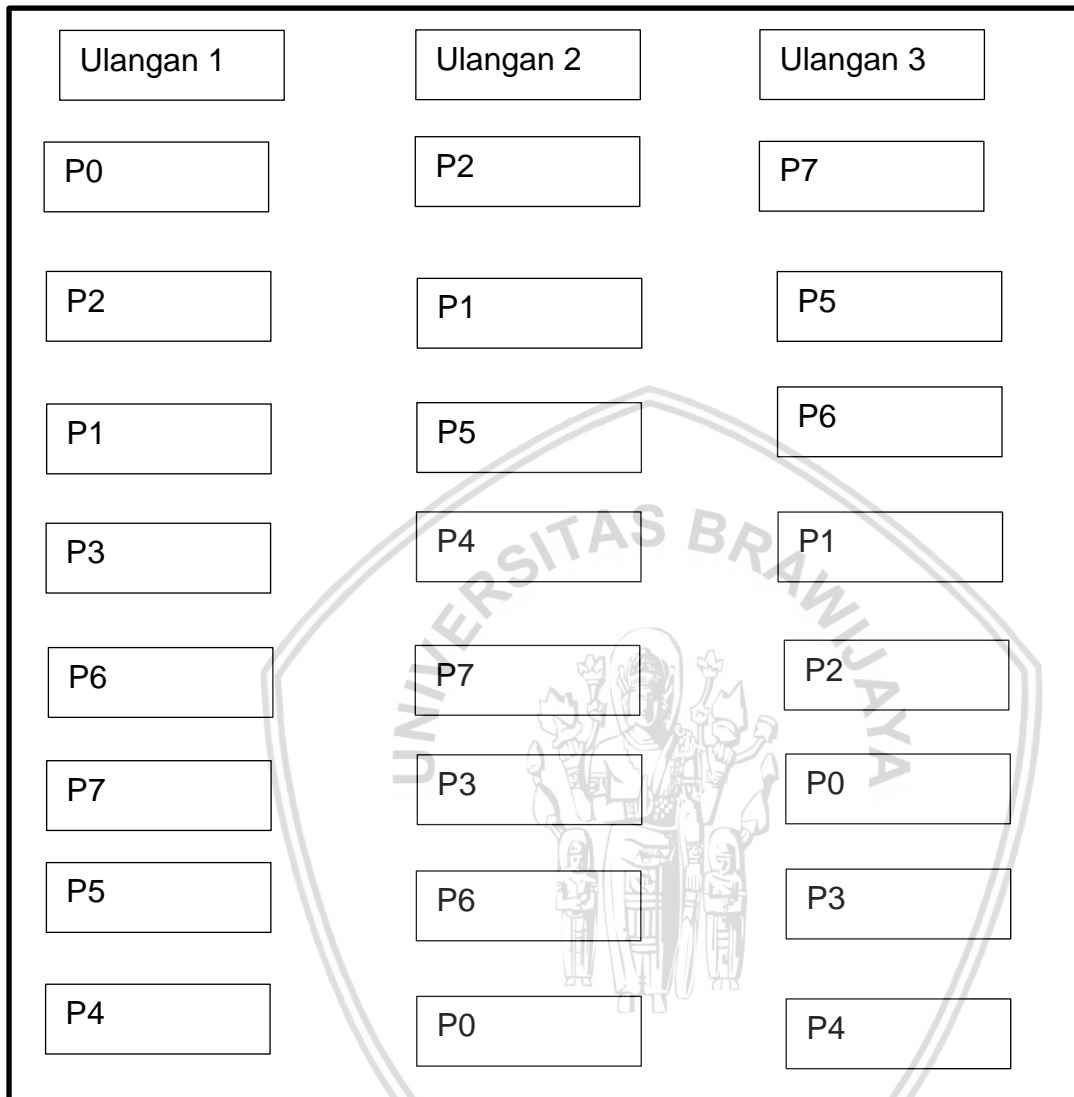 Ulangan 1
Ulangan 2
Ulangan 3
P0
P2
P7
P2
P1
P5
P1
P5
P6
P3
P4
P1
P6
P7
P2
P7
P3
P0
P5
P6
P3
P4
P0
P4
UNIVERSITAS BRAWIJAYA